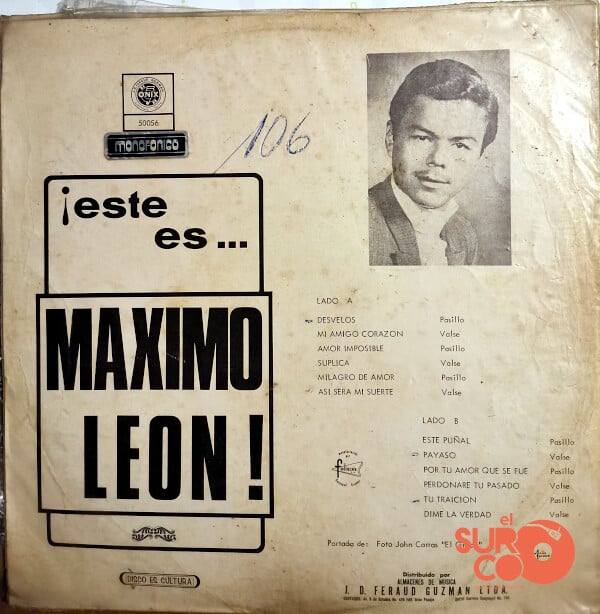 ONIX
50056
MONOFONICO
106
¡este
es...
MAXIMO
LEON!
DISCO ES CULTURA
LADO A
DESVELOS Pasillo
MI AMIGO CORAZON Valse
AMOR IMPOSIBLE Pasillo
SUPLICA Valse
MILAGRO DE AMOR Pasillo
ASI SERA MI SUERTE Valse
LADO B
ESTE PUÑAL Pasillo
PAYASO Valse
POR TU AMOR QUE SE FUE Pasillo
PERDONARE TU PASADO Valse
TU TRAICION Pasillo
DIME LA VERDAD Valse
Portada de: Foto John Carras "El
el
SURCO
Distribuido por
ALMACENES DE MUSICA
J. D. FERAUD GUZMAN LTDA.